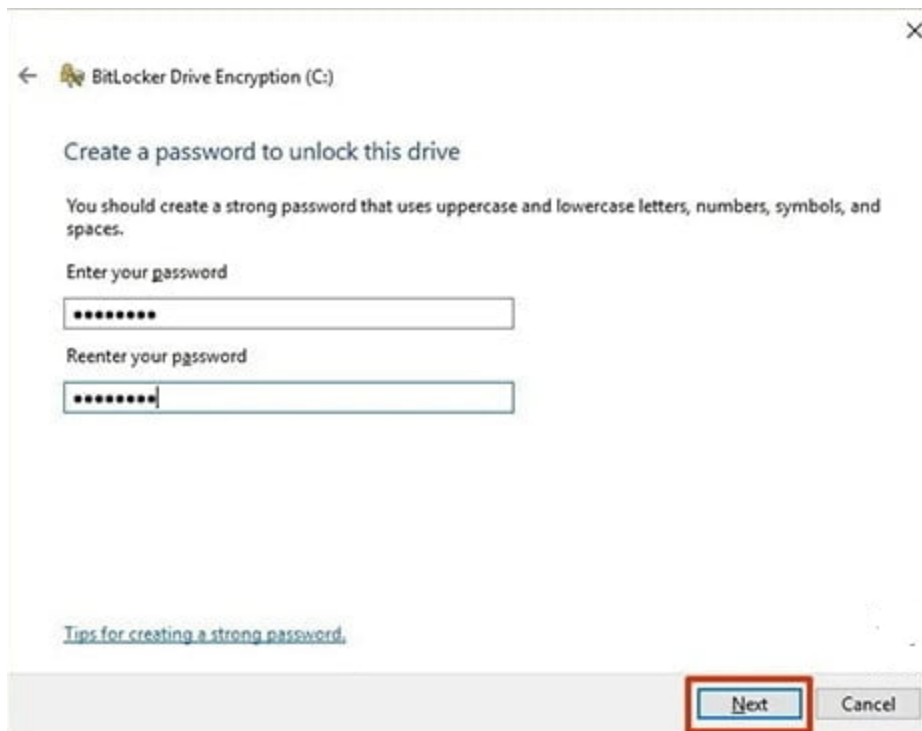 BitLocker Drive Encryption (C:)
Create a password to unlock this drive
You should create a strong password that uses uppercase and lowercase letters, numbers, symbols, and
spaces.
Enter your password
●●●●●●●●●
Reenter your password
●●●●●●●●●
Tips for creating a strong password.
Next
Cancel